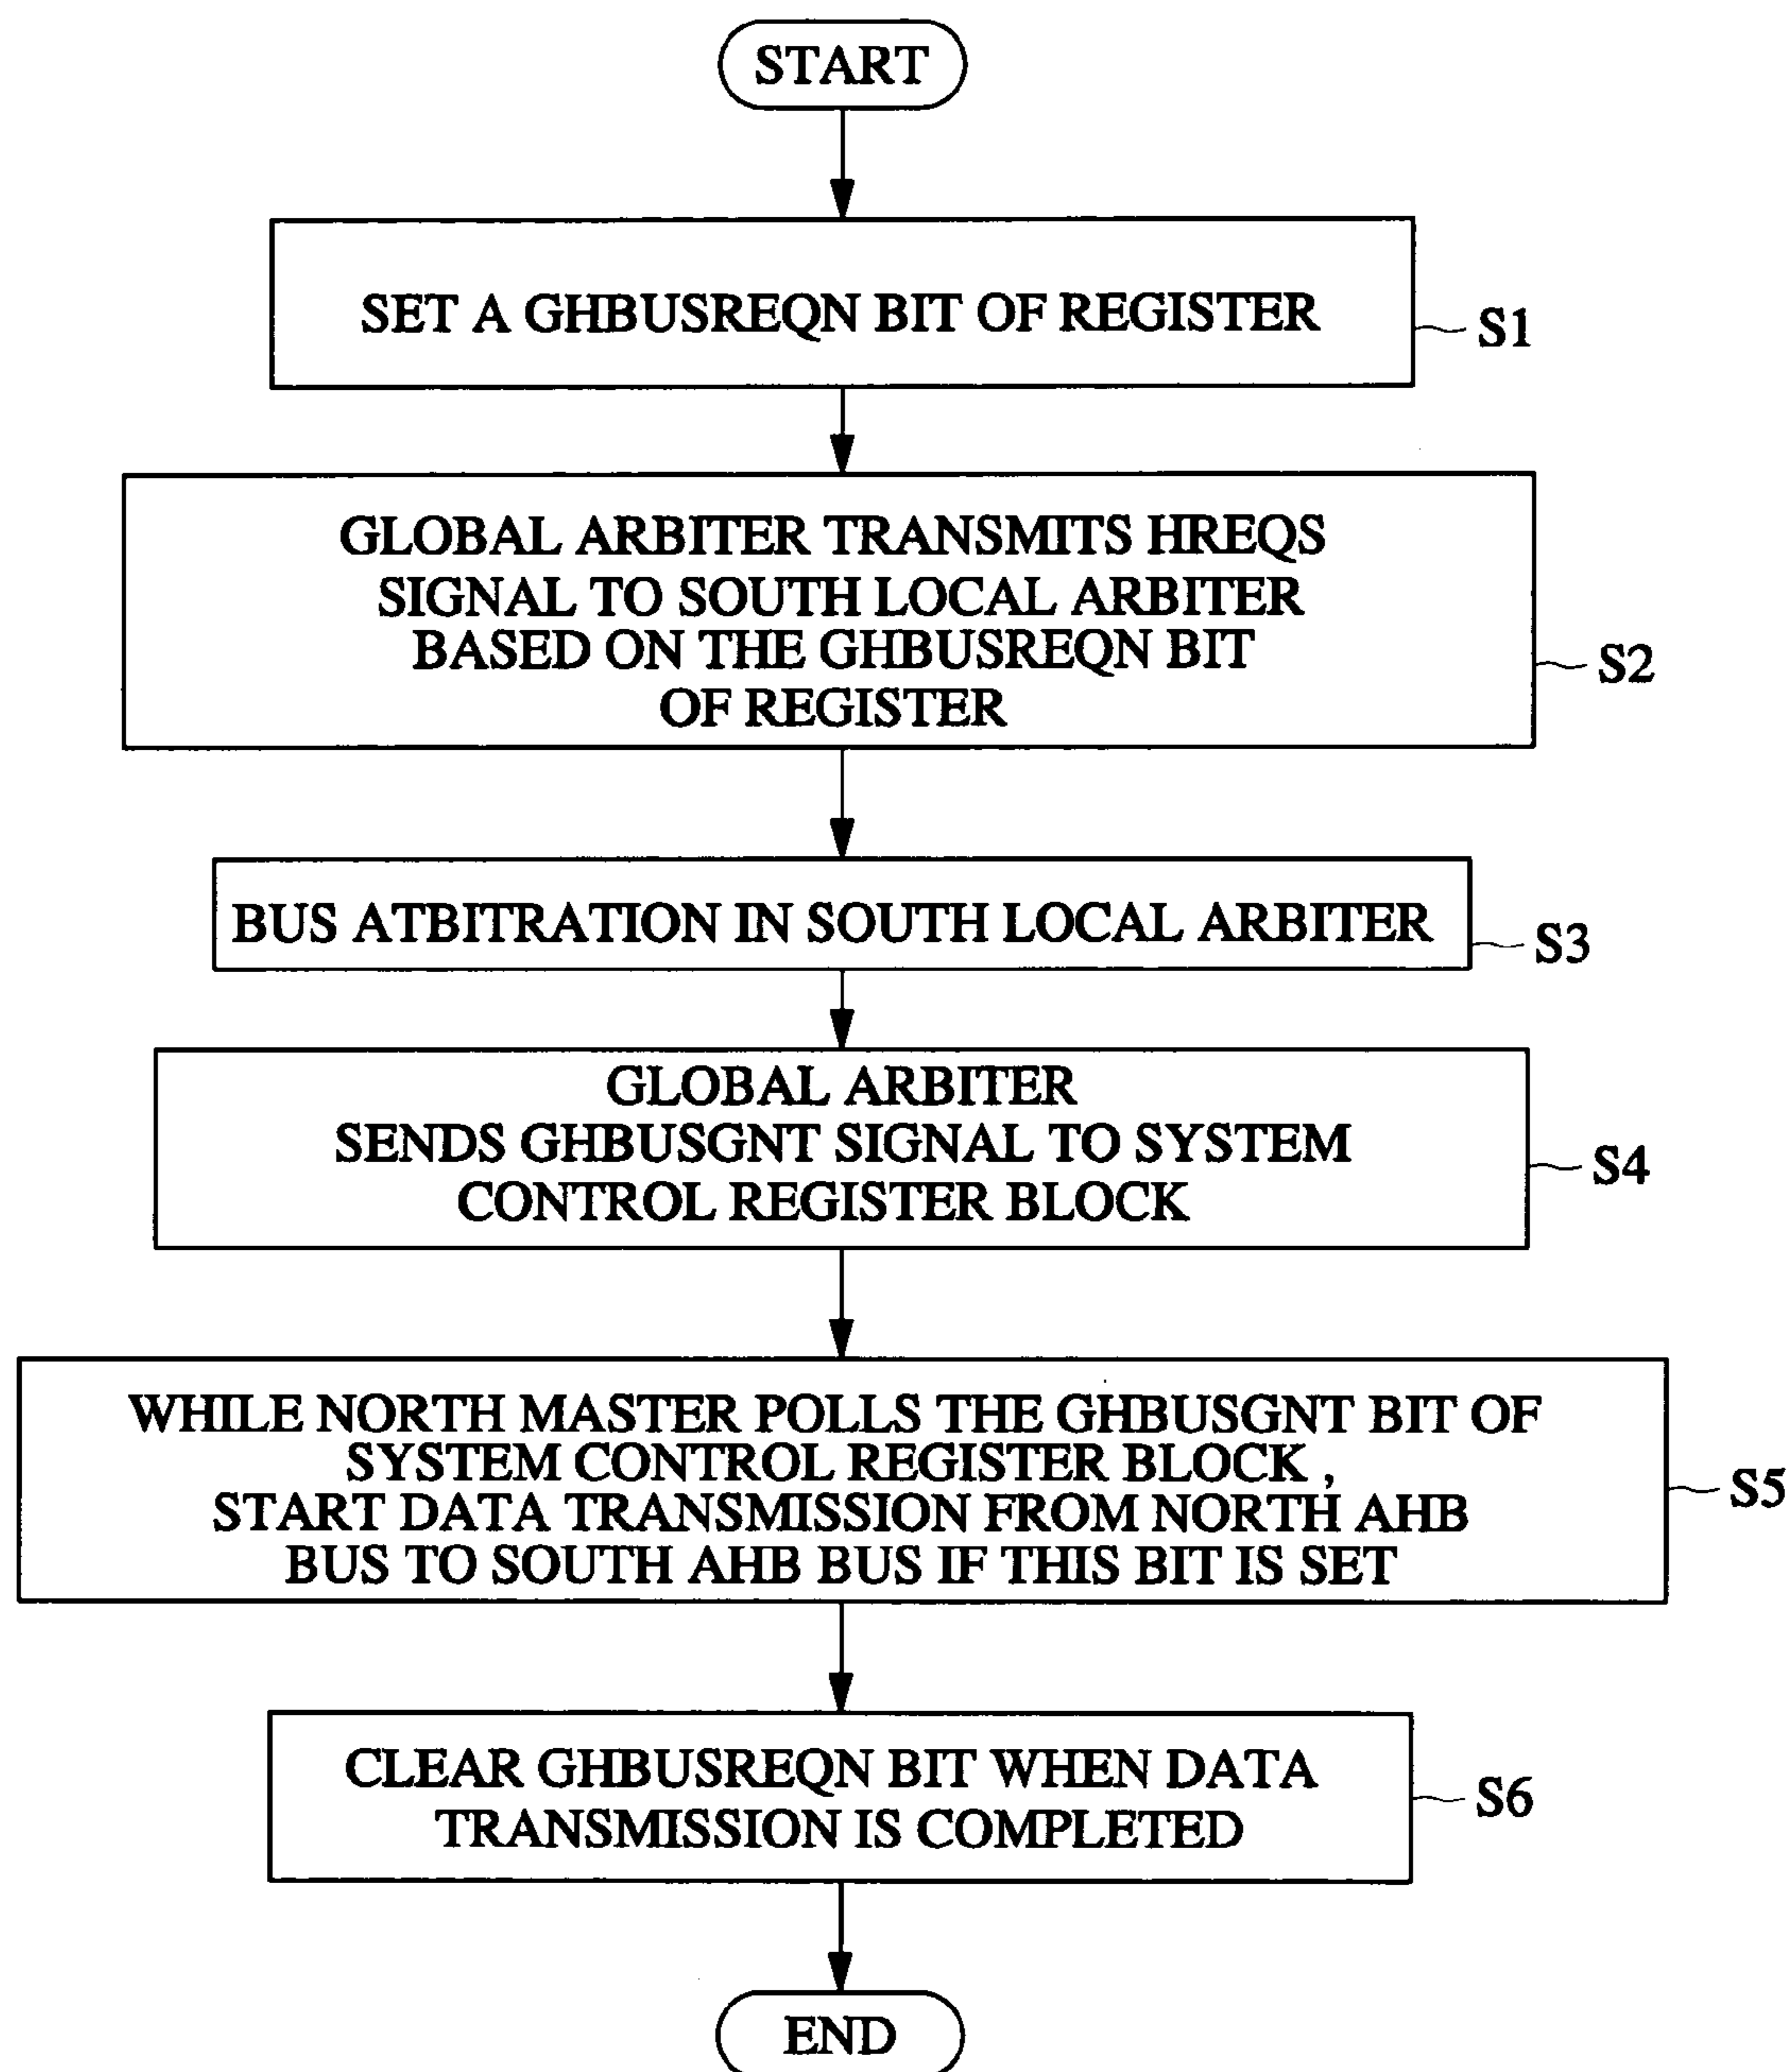 START
SET A GHBUSREQN BIT OF REGISTER
S1
GLOBAL ARBITER TRANSMITS HREQS
SIGNAL TO SOUTH LOCAL ARBITER
BASED ON THE GHBUSREQN BIT
OF REGISTER
S2
BUS ATBITRATION IN SOUTH LOCAL ARBITER
S3
GLOBAL ARBITER
SENDS GHBUSGNT SIGNAL TO SYSTEM
CONTROL REGISTER BLOCK
S4
WHILE NORTH MASTER POLLS THE GHBUSGNT BIT OF
SYSTEM CONTROL REGISTER BLOCK ,
START DATA TRANSMISSION FROM NORTH AHB
BUS TO SOUTH AHB BUS IF THIS BIT IS SET
S5
CLEAR GHBUSREQN BIT WHEN DATA
TRANSMISSION IS COMPLETED
S6
END